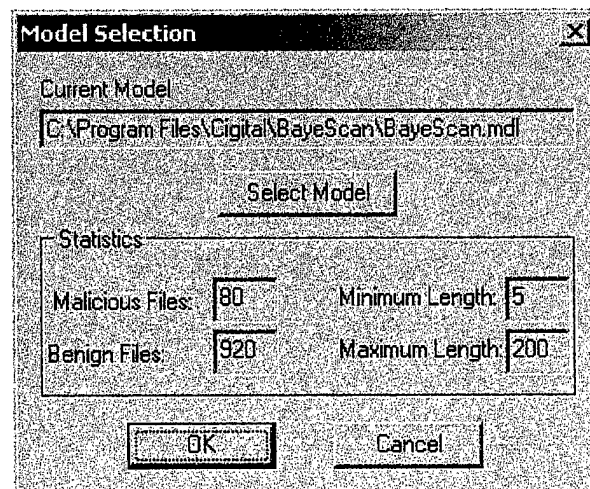 Model Selection
Current Model
C:\Program Files\Cigital\BayeScan\BayeScan.mdl
Select Model
Statistics
Malicious Files: 80 Minimum Length: 5
Benign Files: 920 Maximum Length: 200
OK Cancel